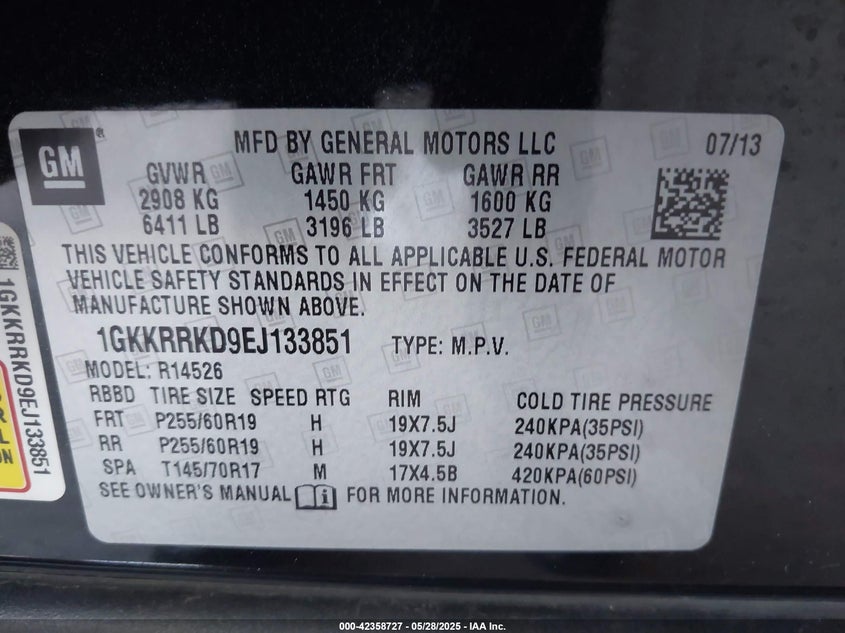 GM
MFD BY GENERAL MOTORS LLC 07/13
GVWR GAWR FRT GAWR RR
2908 KG 1450 KG 1600 KG
6411 LB 3196 LB 3527 LB
THIS VEHICLE CONFORMS TO ALL APPLICABLE U.S. FEDERAL MOTOR
VEHICLE SAFETY STANDARDS IN EFFECT ON THE DATE OF
MANUFACTURE SHOWN ABOVE.
1GKKRRKD9EJ133851 TYPE: M.P.V.
MODEL: R14526
RBBD TIRE SIZE SPEED RTG RIM COLD TIRE PRESSURE
FRT P255/60R19 H 19X7.5J 240KPA(35PSI)
RR P255/60R19 H 19X7.5J 240KPA(35PSI)
SPA T145/70R17 M 17X4.5B 420KPA(60PSI)
SEE OWNER'S MANUAL i FOR MORE INFORMATION.
1GKKRRKD9EJ133851
000-42358727 - 05/28/2025 - IAA Inc.